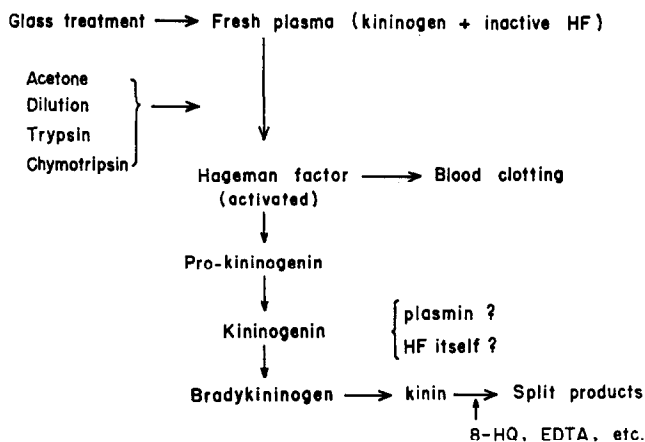 Glass treatment → Fresh plasma (kininogen + inactive HF)
Acetone
Dilution
Trypsin
Chymotripsin
Hageman factor → Blood clotting
(activated)
Pro-kininogenin
Kininogenin
plasmin ?
HF itself ?
Bradykininogen → kinin → Split products
8-HQ, EDTA, etc.